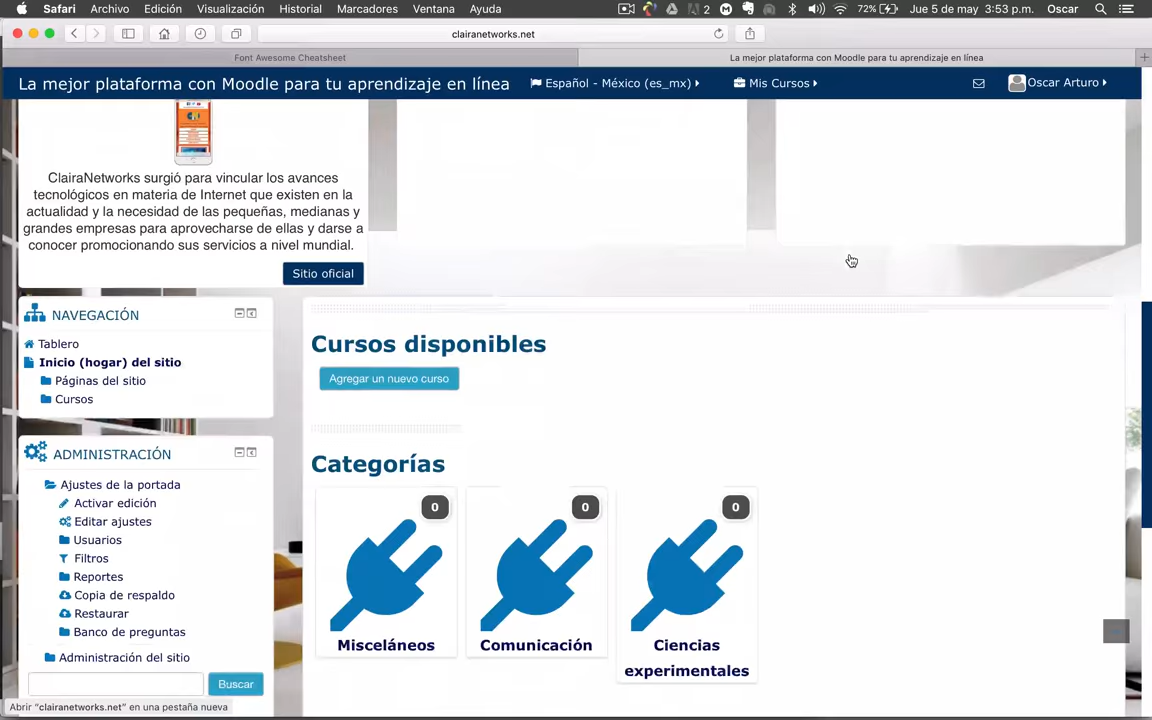 Safari Archivo Edición Visualización Historial Marcadores Ventana Ayuda 2 72% Jue 5 de may 3:53 p.m. Oscar
clairanetworks.net
Font Awesome Cheatsheet La mejor plataforma con Moodle para tu aprendizaje en línea
La mejor plataforma con Moodle para tu aprendizaje en línea Español - México (es_mx) Mis Cursos Oscar Arturo
ClairaNetworks surgió para vincular los avances
tecnológicos en materia de Internet que existen en la
actualidad y la necesidad de las pequeñas, medianas y
grandes empresas para aprovecharse de ellas y darse a
conocer promocionando sus servicios a nivel mundial.
Sitio oficial
NAVEGACIÓN
Tablero
Inicio (hogar) del sitio
Páginas del sitio
Cursos
ADMINISTRACIÓN
Ajustes de la portada
Activar edición
Editar ajustes
Usuarios
Filtros
Reportes
Copia de respaldo
Restaurar
Banco de preguntas
Administración del sitio
Buscar
Cursos disponibles
Agregar un nuevo curso
Categorías
0 0 0
Misceláneos Comunicación Ciencias
experimentales
Abrir “clairanetworks.net” en una pestaña nueva